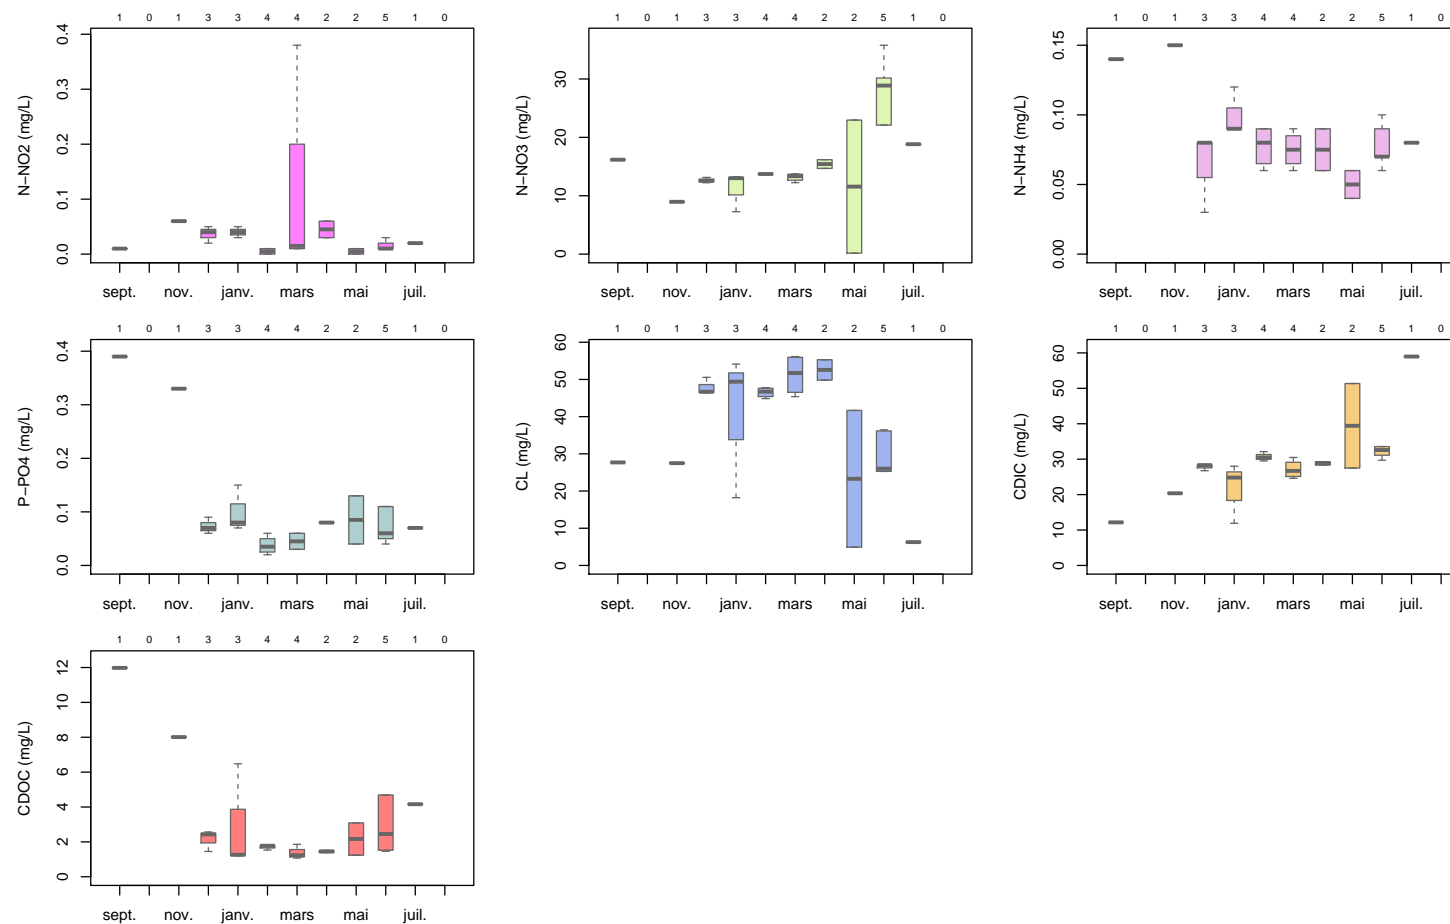 1 0 1 3 3 4 4 2 2 5 1 0
N−NO2 (mg/L)
0.4
0.3
0.2
0.1
0.0
sept. nov. janv. mars mai juil.
1 0 1 3 3 4 4 2 2 5 1 0
N−NO3 (mg/L)
30
20
10
0
sept. nov. janv. mars mai juil.
1 0 1 3 3 4 4 2 2 5 1 0
N−NH4 (mg/L)
0.15
0.10
0.05
0.00
sept. nov. janv. mars mai juil.
1 0 1 3 3 4 4 2 2 5 1 0
P−PO4 (mg/L)
0.4
0.3
0.2
0.1
0.0
sept. nov. janv. mars mai juil.
1 0 1 3 3 4 4 2 2 5 1 0
CL (mg/L)
60
50
40
30
20
10
0
sept. nov. janv. mars mai juil.
1 0 1 3 3 4 4 2 2 5 1 0
CDIC (mg/L)
60
50
40
30
20
10
0
sept. nov. janv. mars mai juil.
1 0 1 3 3 4 4 2 2 5 1 0
CDOC (mg/L)
12
10
8
6
4
2
0
sept. nov. janv. mars mai juil.